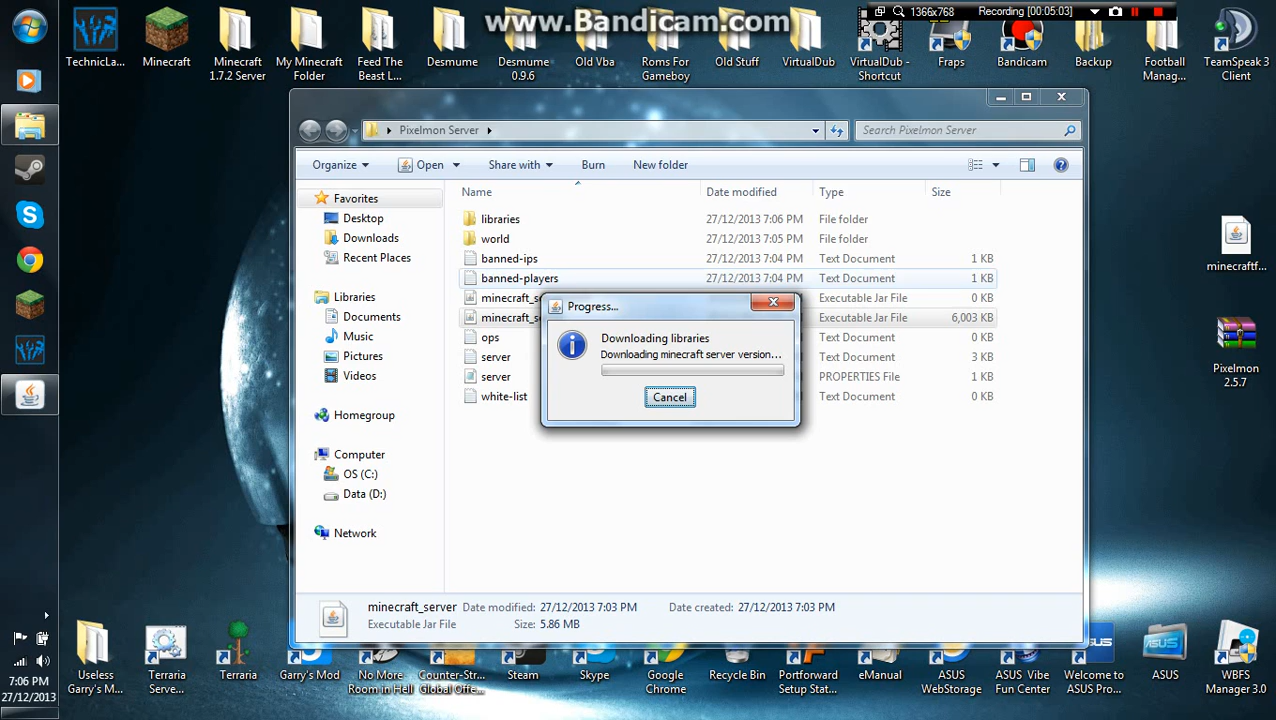 www.Bandicam.com
1366x768
Recording [00:05:03]
TechnicLa...
Minecraft
Minecraft
1.7.2 Server
My Minecraft
Folder
Feed The
Beast L...
Desmume
Desmume
0.9.6
Old Vba
Roms For
Gameboy
Old Stuff
VirtualDub
VirtualDub -
Shortcut
Fraps
Bandicam
Backup
Football
Manag...
TeamSpeak 3
Client
Pixelmon Server
Search Pixelmon Server
Organize
Open
Share with
Burn
New folder
Name
Date modified
Type
Size
Favorites
Desktop
Downloads
Recent Places
Libraries
Documents
Music
Pictures
Videos
Homegroup
Computer
OS (C:)
Data (D:)
Network
libraries 27/12/2013 7:06 PM File folder
world 27/12/2013 7:05 PM File folder
banned-ips 27/12/2013 7:04 PM Text Document 1 KB
banned-players 27/12/2013 7:04 PM Text Document 1 KB
minecraft_s Executable Jar File 0 KB
minecraft_s Executable Jar File 6,003 KB
ops Text Document 0 KB
server Text Document 3 KB
server PROPERTIES File 1 KB
white-list Text Document 0 KB
Progress...
Downloading libraries
Downloading minecraft server version...
Cancel
minecraft_server Date modified: 27/12/2013 7:03 PM Date created: 27/12/2013 7:03 PM
Executable Jar File Size: 5.86 MB
minecraftf...
Pixelmon
2.5.7
7:06 PM
27/12/2013
Useless
Garry's M...
Terraria
Serve...
Terraria
Garry's Mod
No More
Room in Hell
Counter-Str...
Global Offe...
Steam
Skype
Google
Chrome
Recycle Bin
Portforward
Setup Stat...
eManual
ASUS
WebStorage
ASUS Vibe
Fun Center
Welcome to
ASUS Pro...
ASUS
WBFS
Manager 3.0